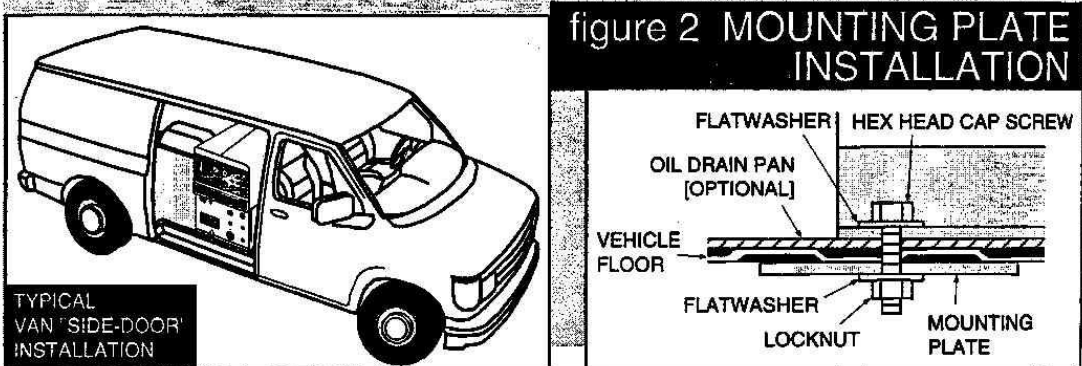 TYPICAL
VAN "SIDE-DOOR"
INSTALLATION
figure 2 MOUNTING PLATE
INSTALLATION
FLATWASHER
HEX HEAD CAP SCREW
OIL DRAIN PAN
[OPTIONAL]
VEHICLE
FLOOR
FLATWASHER
LOCKNUT
MOUNTING
PLATE